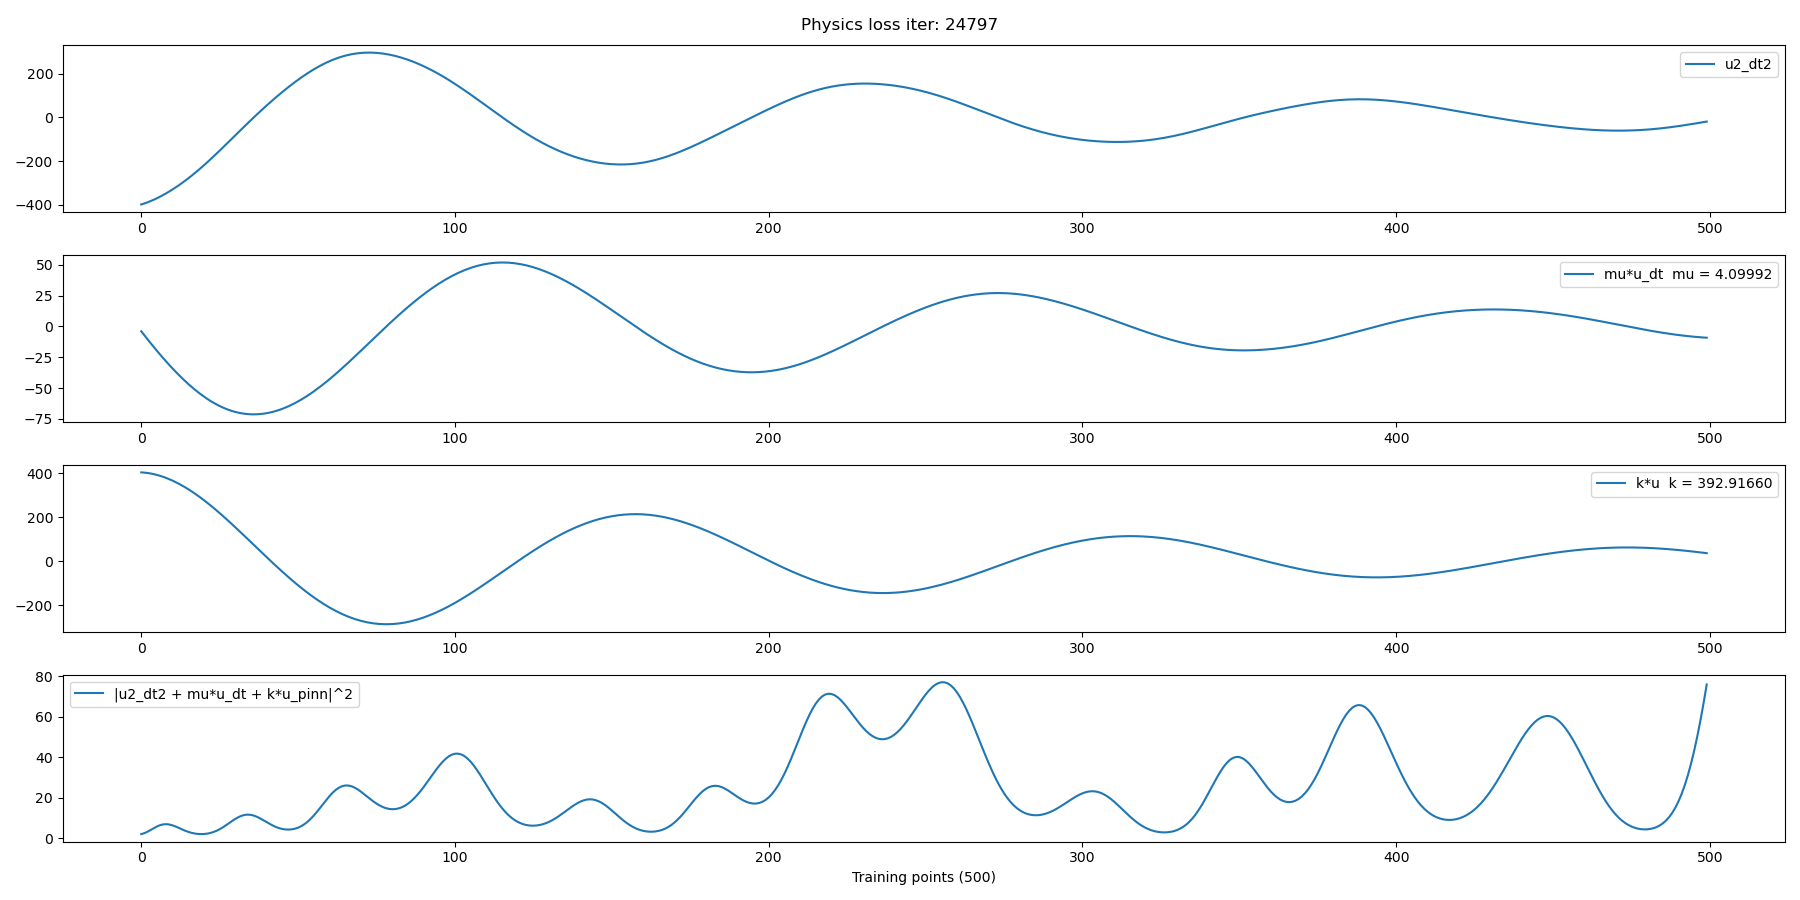 Physics loss iter: 24797
u2_dt2
200
0
−200
−400
0 100 200 300 400 500
mu*u_dt  mu = 4.09992
50
25
0
−25
−50
−75
0 100 200 300 400 500
k*u  k = 392.91660
400
200
0
−200
0 100 200 300 400 500
|u2_dt2 + mu*u_dt + k*u_pinn|^2
80
60
40
20
0
0 100 200 300 400 500
Training points (500)